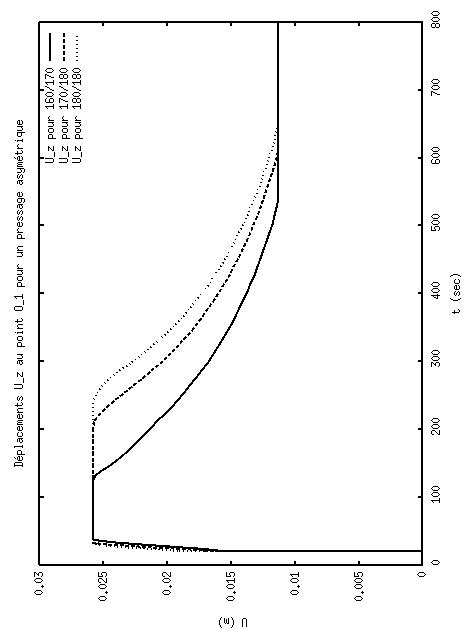 Déplacements U_z au point O_1 pour un pressage asymétrique
U_z pour 160/170
U_z pour 170/180
U_z pour 180/180
U (m)
0.03
0.025
0.02
0.015
0.01
0.005
0
0
100
200
300
400
500
600
700
800
t (sec)